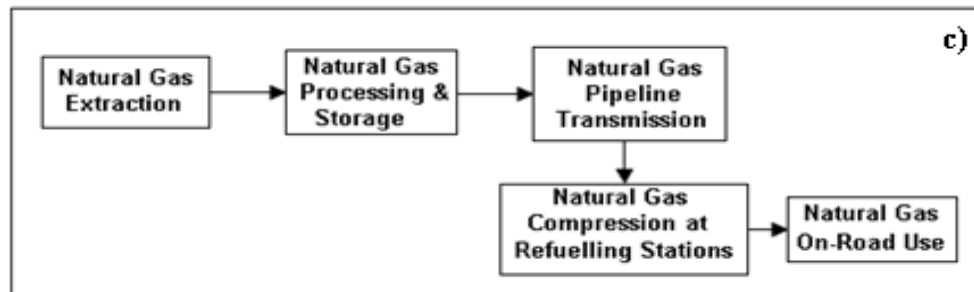 c)
Natural Gas
Extraction
Natural Gas
Processing &
Storage
Natural Gas
Pipeline
Transmission
Natural Gas
Compression at
Refuelling Stations
Natural Gas
On-Road Use